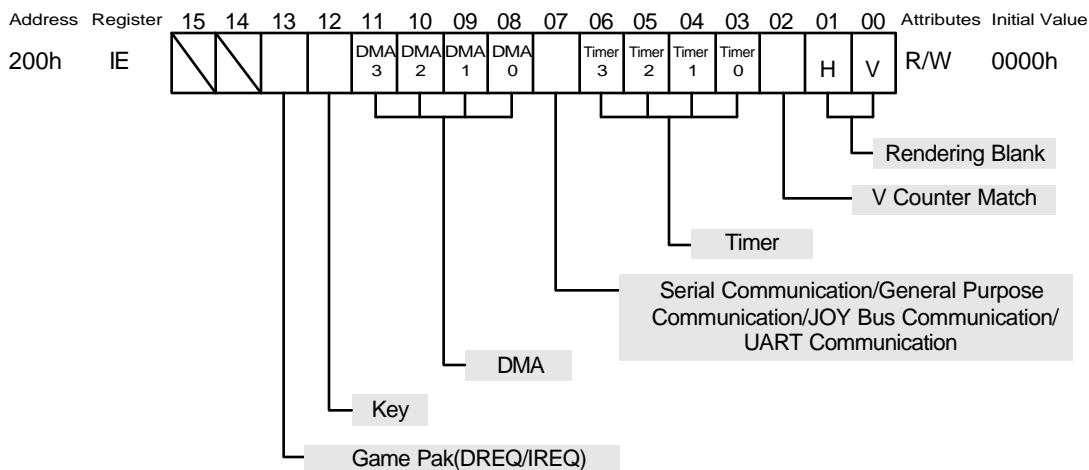 Address Register 15 14 13 12 11 10 09 08 07 06 05 04 03 02 01 00 Attributes Initial Value
200h IE DMA 3 DMA 2 DMA 1 DMA 0 Timer 3 Timer 2 Timer 1 Timer 0 H V R/W 0000h
Rendering Blank
V Counter Match
Timer
Serial Communication/General Purpose
Communication/JOY Bus Communication/
UART Communication
DMA
Key
Game Pak(DREQ/IREQ)